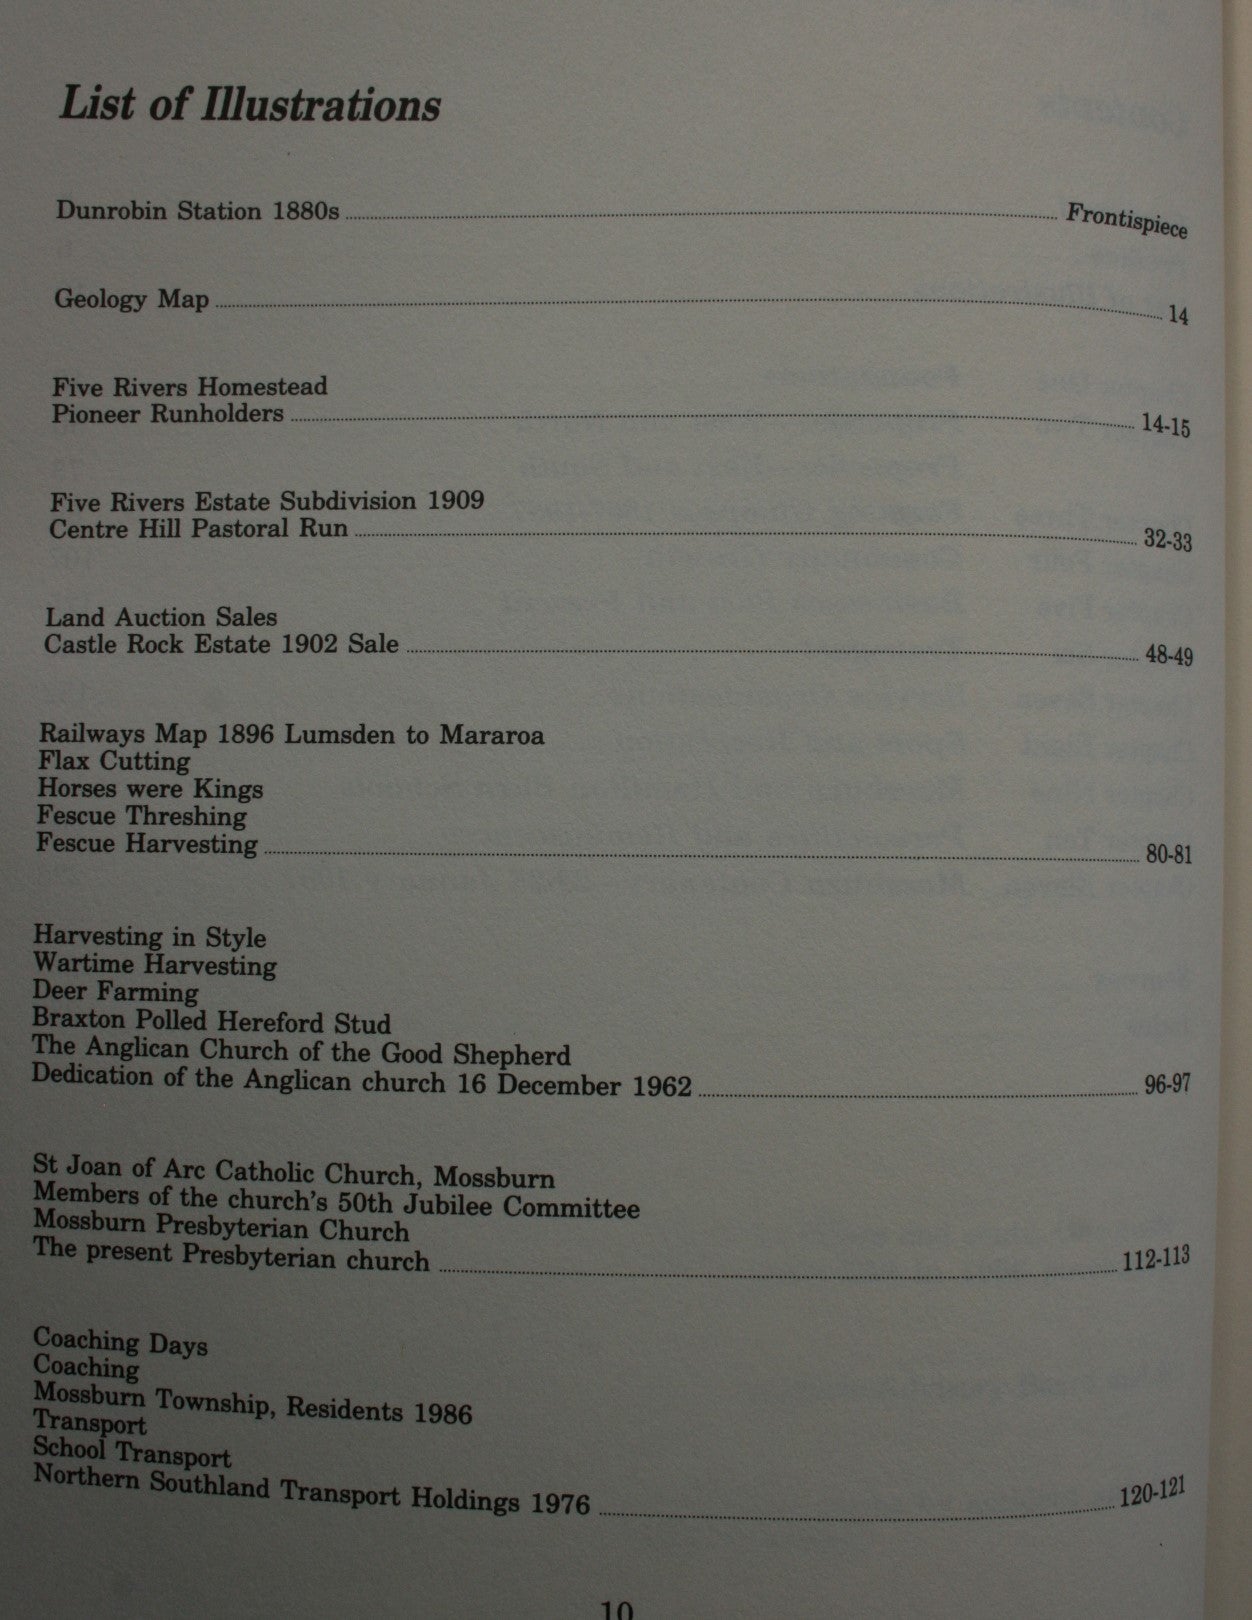 List of Illustrations
Dunrobin Station 1880s Frontispiece
Geology Map 14
Five Rivers Homestead
Pioneer Runholders 14-15
Five Rivers Estate Subdivision 1909
Centre Hill Pastoral Run 32-33
Land Auction Sales
Castle Rock Estate 1902 Sale 48-49
Railways Map 1896 Lumsden to Mararoa
Flax Cutting
Horses were Kings
Fescue Threshing
Fescue Harvesting 80-81
Harvesting in Style
Wartime Harvesting
Deer Farming
Braxton Polled Hereford Stud
The Anglican Church of the Good Shepherd
Dedication of the Anglican church 16 December 1962 96-97
St Joan of Arc Catholic Church, Mossburn
Members of the church's 50th Jubilee Committee
Mossburn Presbyterian Church
The present Presbyterian church 112-113
Coaching Days
Coaching
Mossburn Township, Residents 1986
Transport
School Transport
Northern Southland Transport Holdings 1976 120-121
10